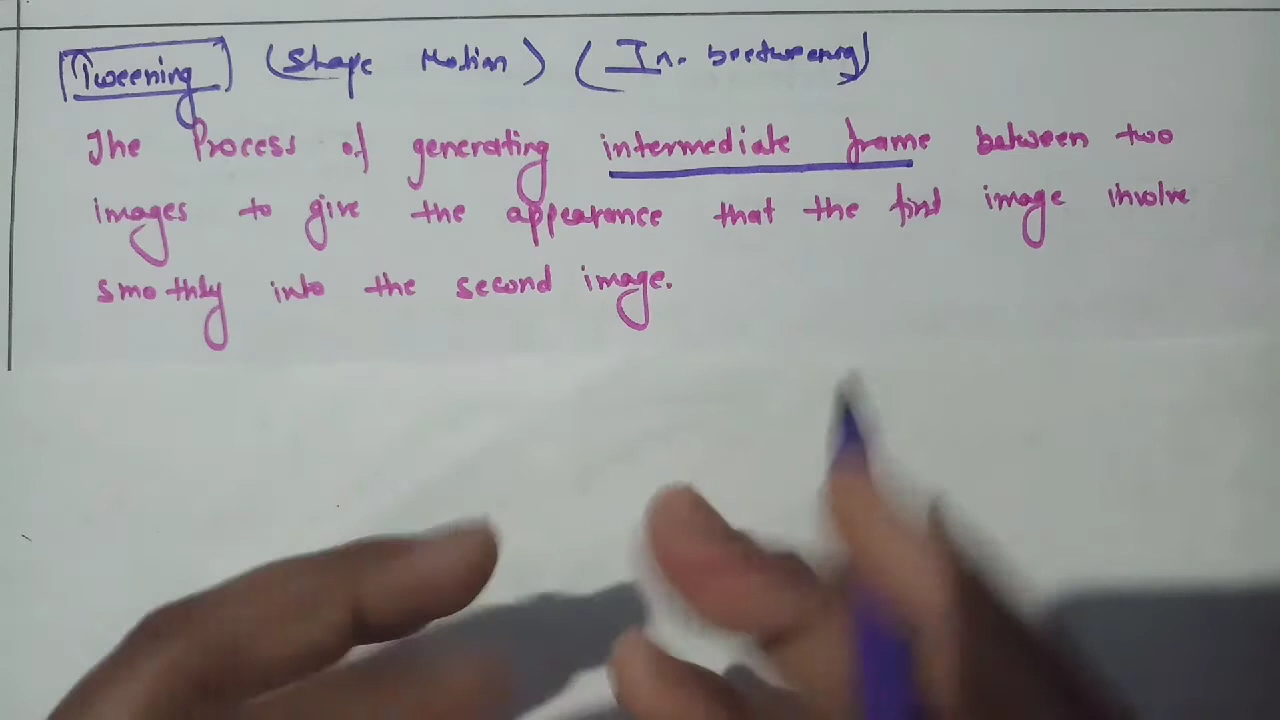 Tweening (Shape Motion) (In. beetweening)
The Process of generating intermediate frame between two
images to give the appearance that the first image involve
smothly into the second image.